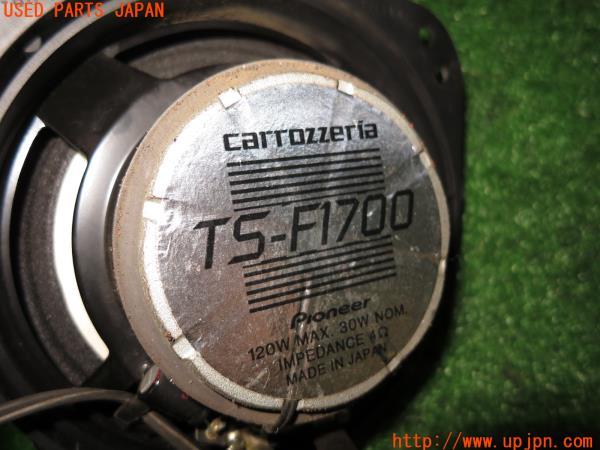 USED PARTS JAPAN
carrozzeria
TS-F1700
Pioneer
120W MAX. 30W NOM.
IMPEDANCE 4Ω
MADE IN JAPAN
http://www.upjpn.com/